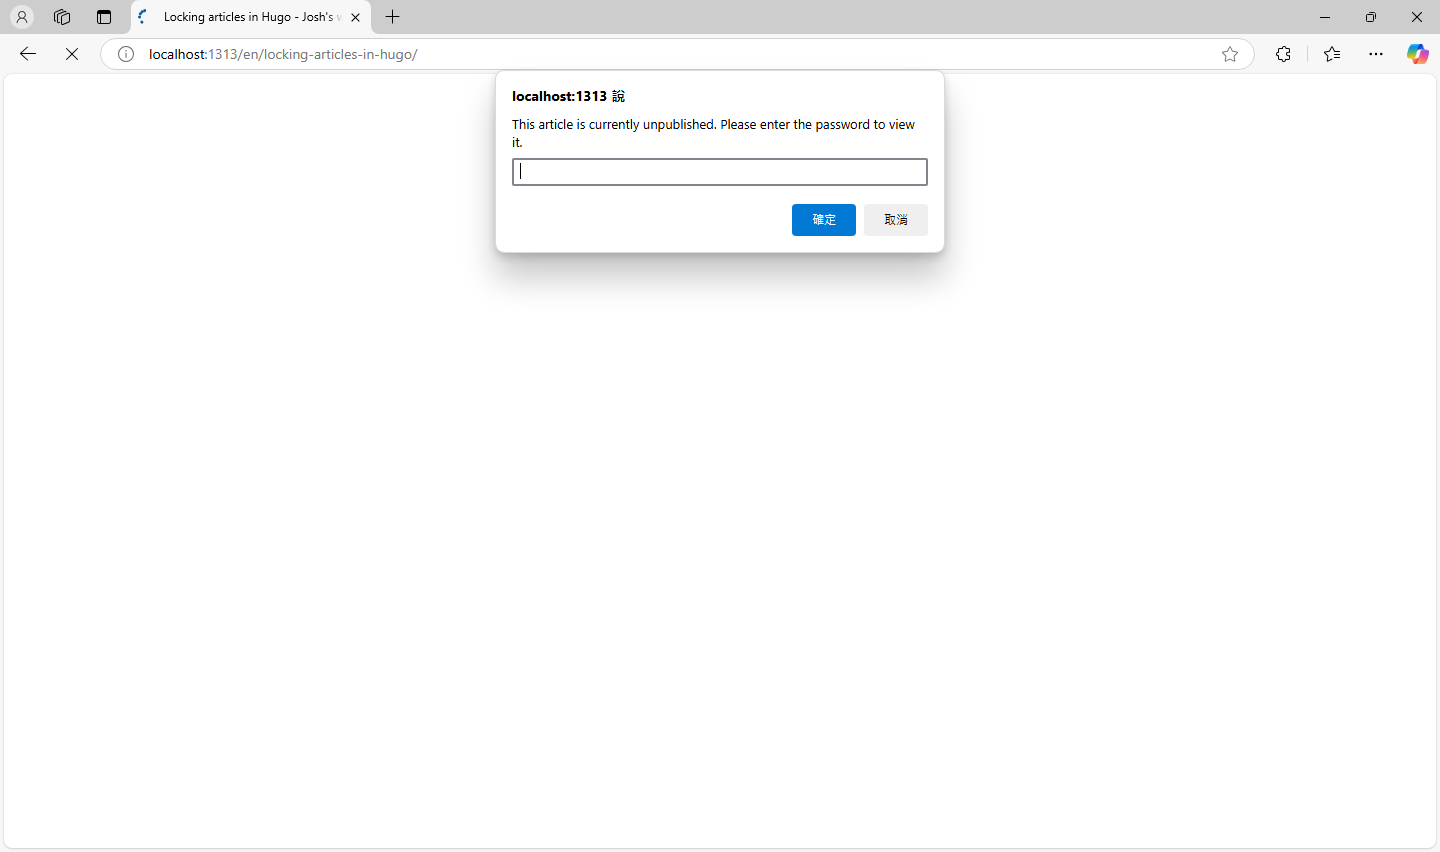 Locking articles in Hugo - Josh's
localhost:1313/en/locking-articles-in-hugo/
localhost:1313 說
This article is currently unpublished. Please enter the password to view
it.
確定
取消